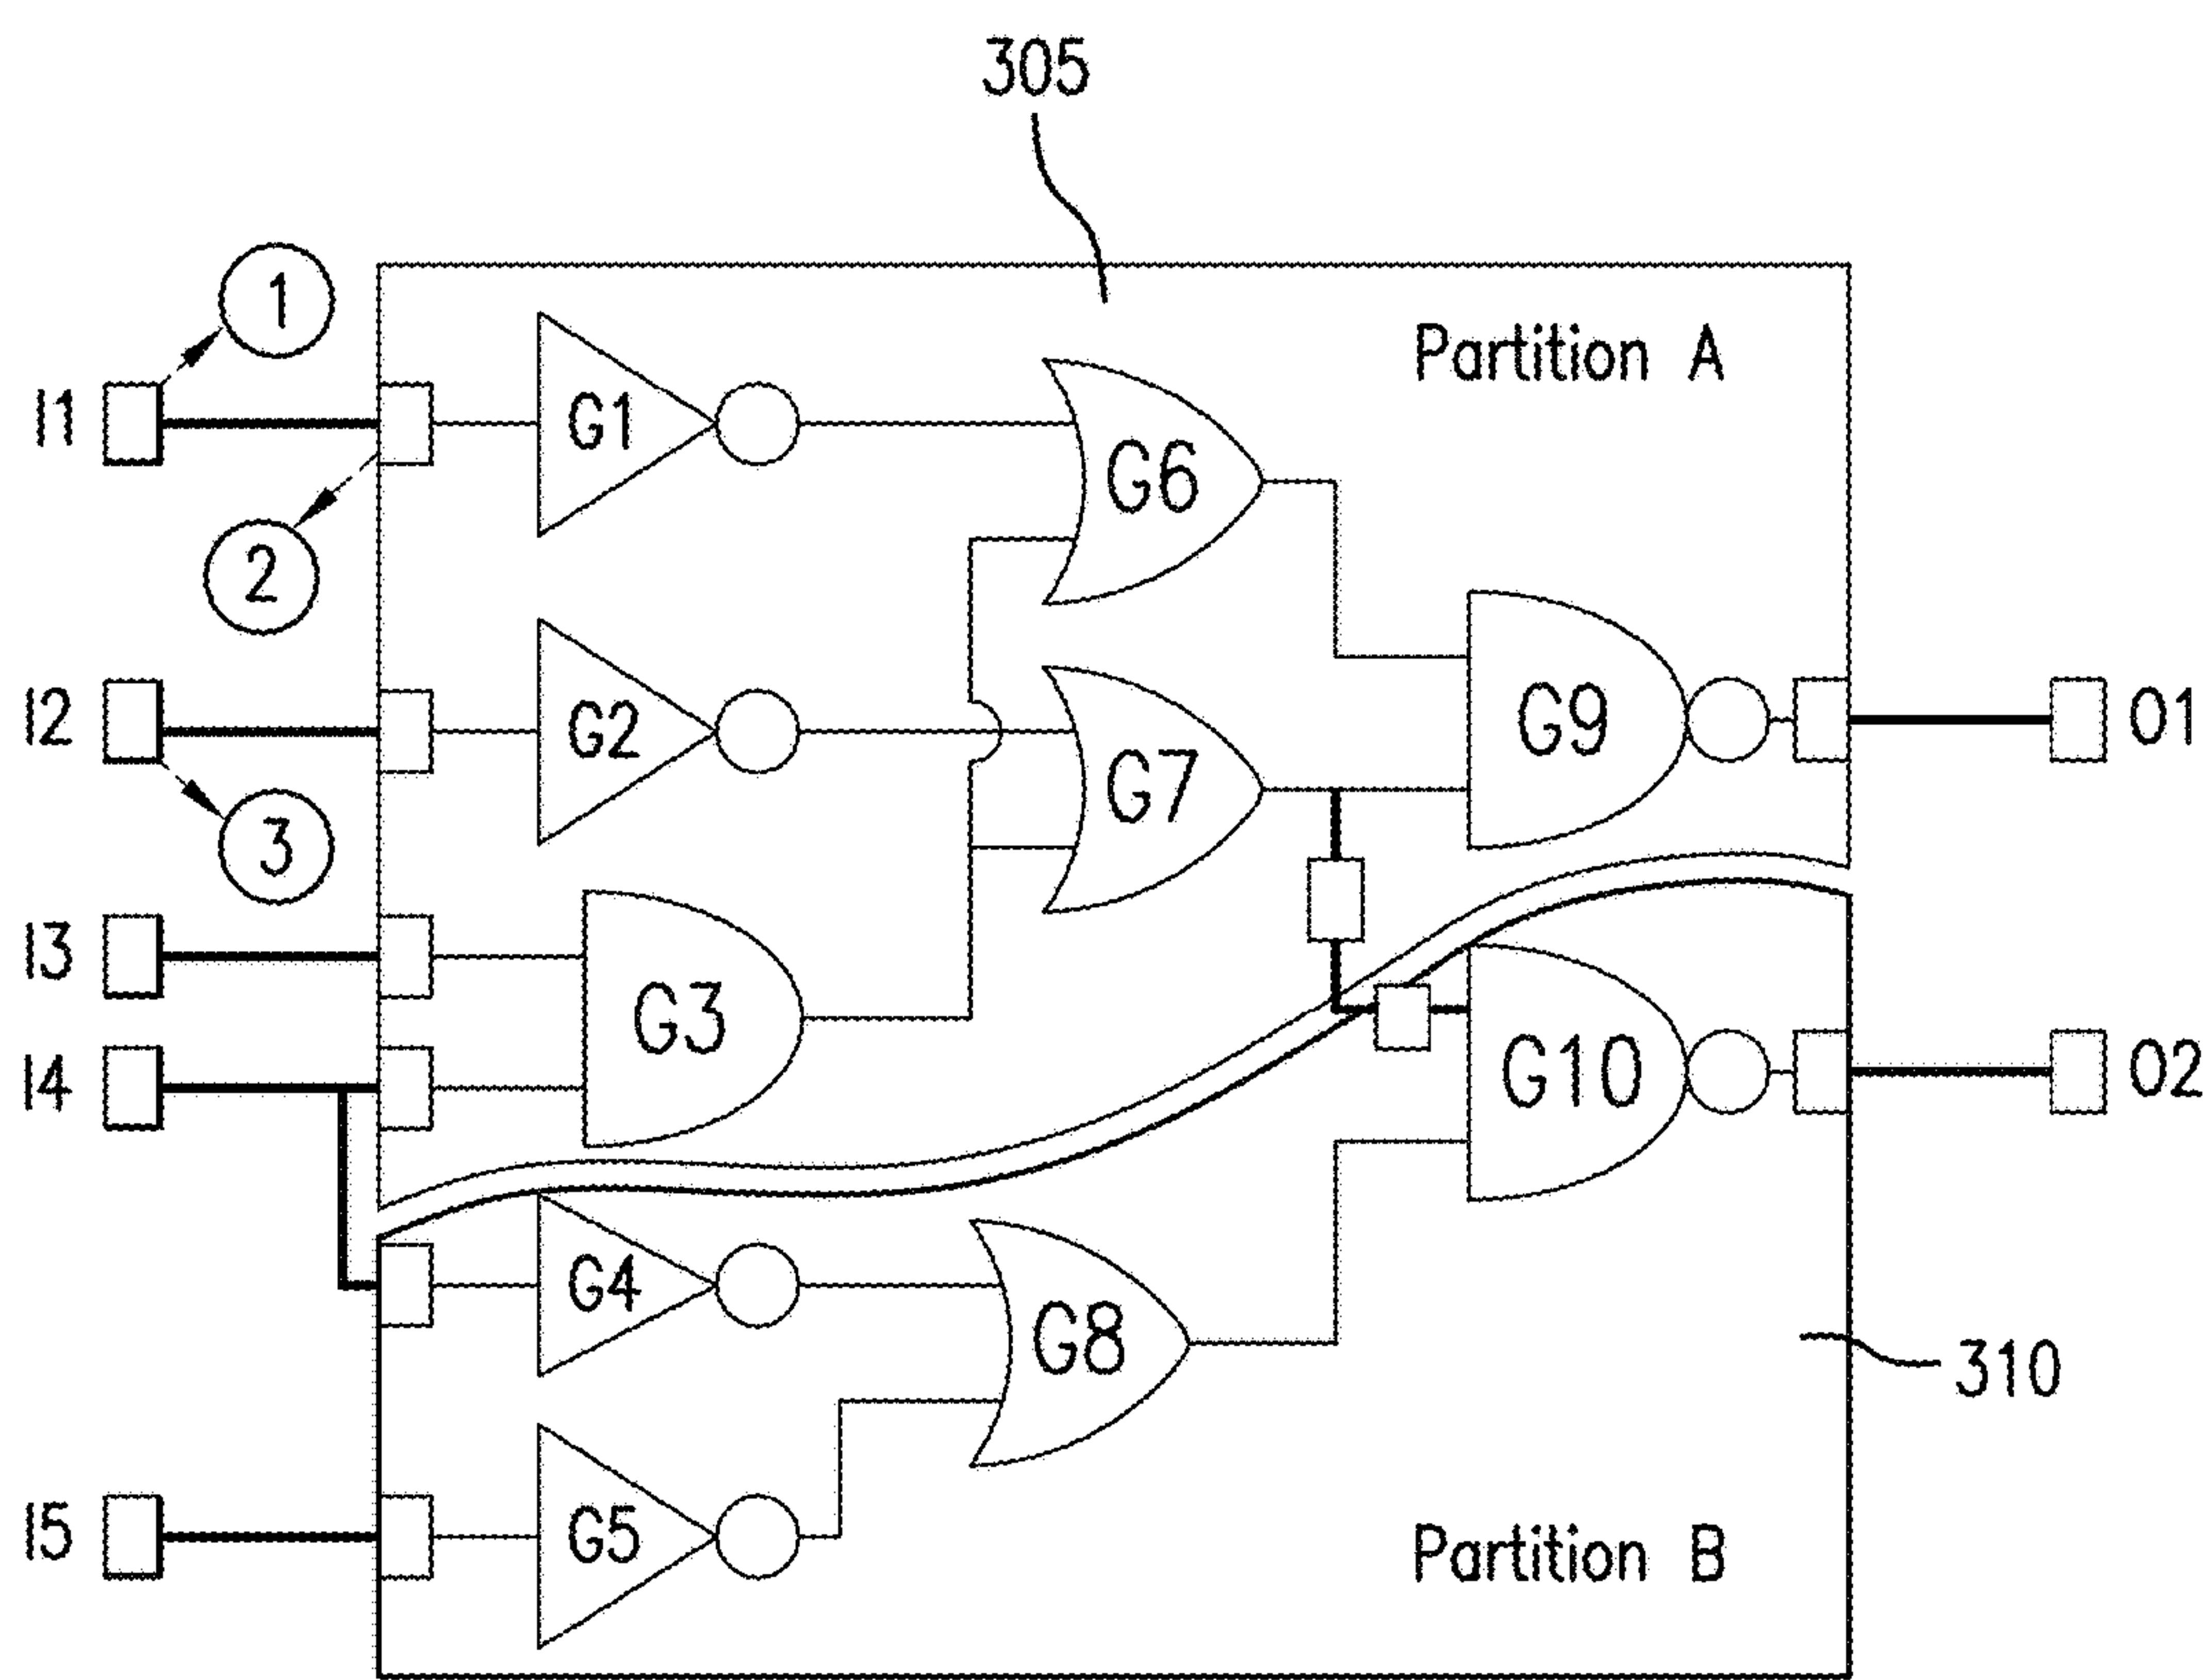 305
1
Partition A
I1
G1
G6
2
I2
G2
G7
G9
O1
3
I3
G3
I4
G10
O2
G4
G8
310
I5
G5
Partition B